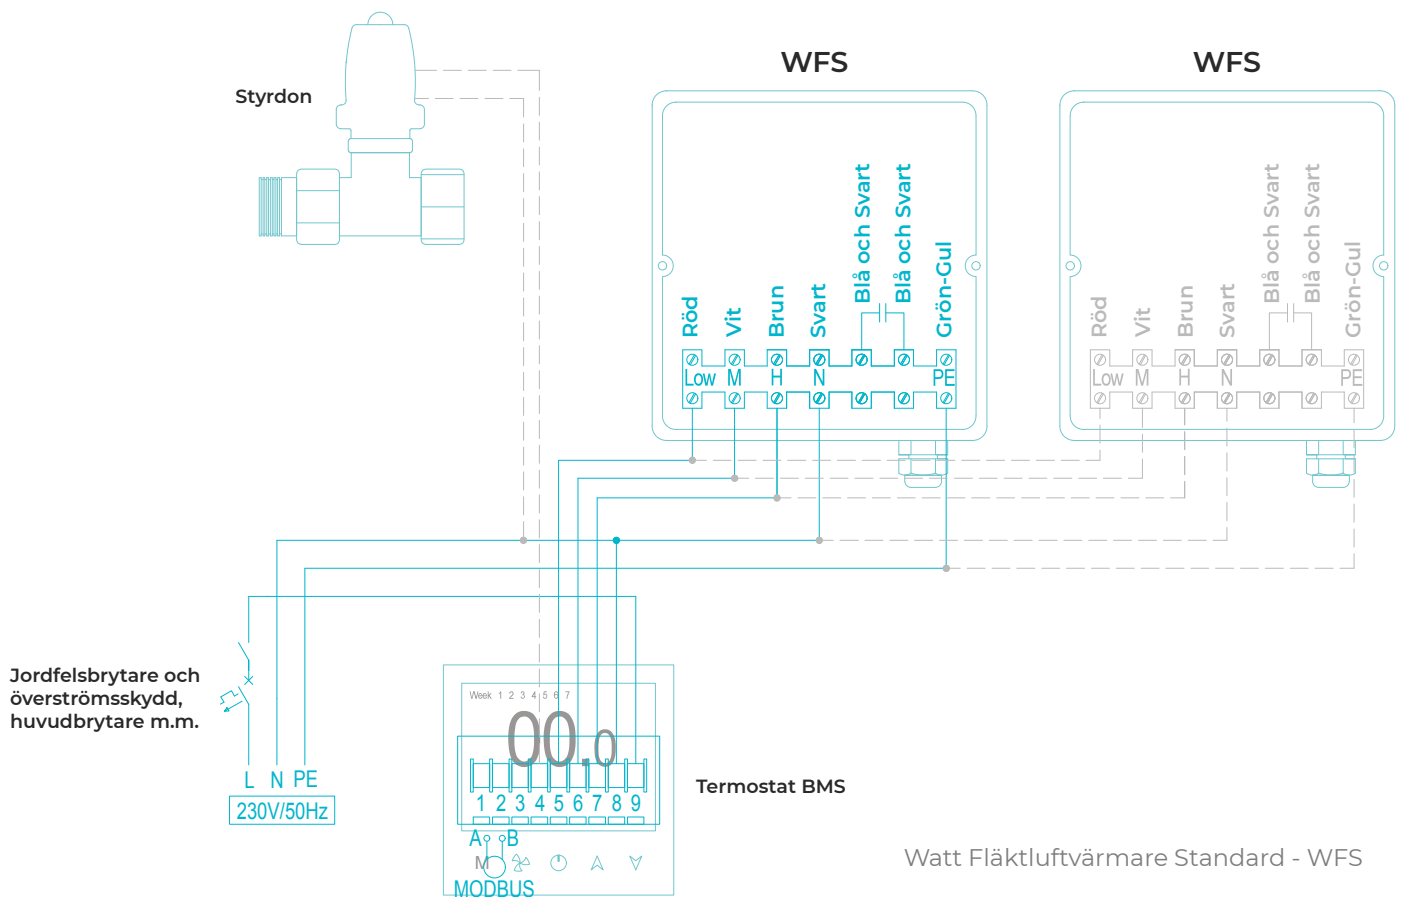 WFS
WFS
Styrdon
Röd
Vit
Brun
Svart
Blå och Svart
Blå och Svart
Grön-Gul
Röd
Vit
Brun
Svart
Blå och Svart
Blå och Svart
Grön-Gul
Low M H N PE
Low M H N PE
Jordfelsbrytare och
överströmsskydd,
huvudbrytare m.m.
L N PE
230V/50Hz
Week 1 2 3 4 5 6 7
00.0
1 2 3 4 5 6 7 8 9
A B
M
MODBUS
Termostat BMS
Watt Fläktluftvärmare Standard - WFS